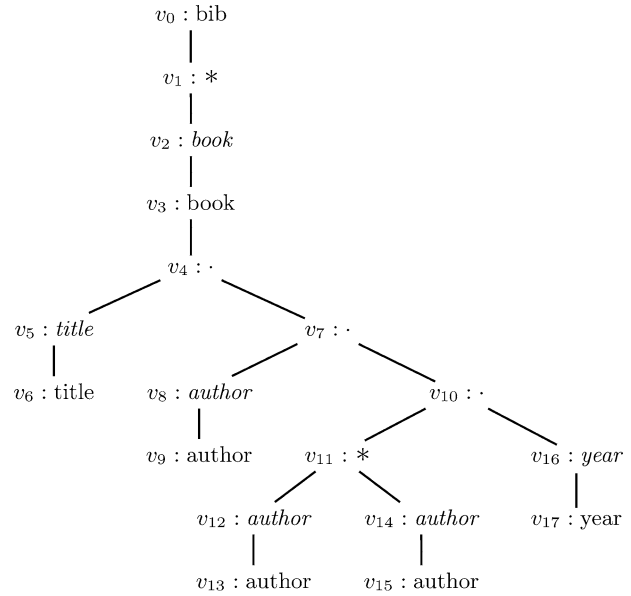 v₀ : bib
v₁ : *
v₂ : book
v₃ : book
v₄ : ·
v₅ : title
v₇ : ·
v₆ : title
v₈ : author
v₁₀ : ·
v₉ : author
v₁₁ : *
v₁₆ : year
v₁₂ : author
v₁₄ : author
v₁₇ : year
v₁₃ : author
v₁₅ : author